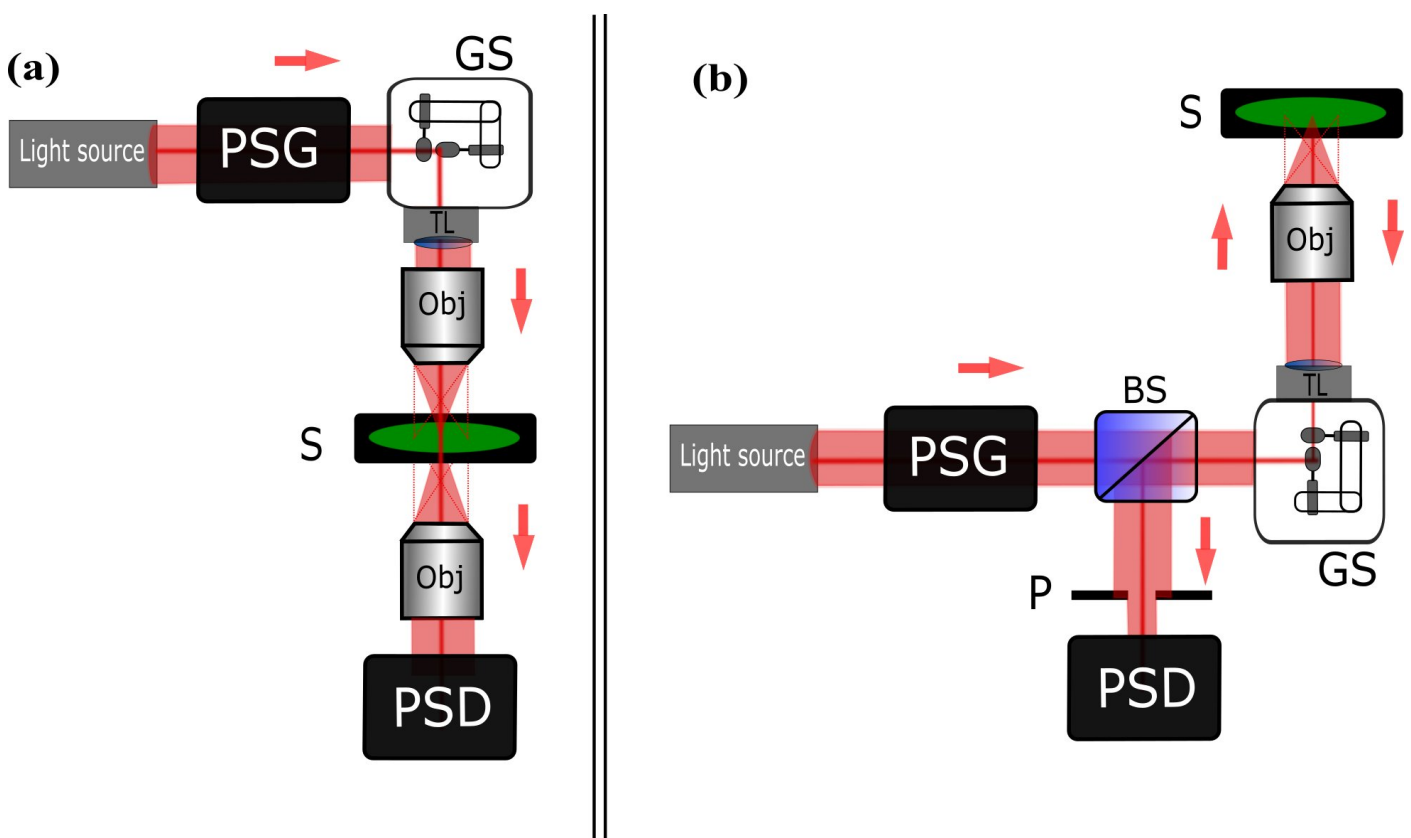 (a)
GS
Light source
PSG
TL
Obj
S
Obj
PSD
(b)
S
Obj
BS
TL
Light source
PSG
GS
P
PSD